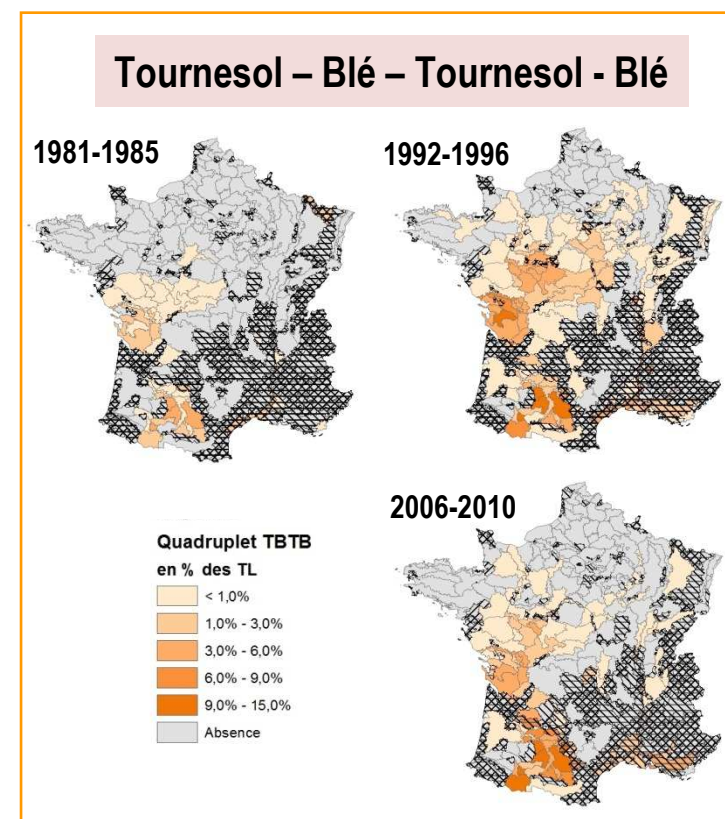 Tournesol – Blé – Tournesol - Blé
1981-1985
1992-1996
2006-2010
Quadruplet TBTB
en % des TL
< 1,0%
1,0% - 3,0%
3,0% - 6,0%
6,0% - 9,0%
9,0% - 15,0%
Absence